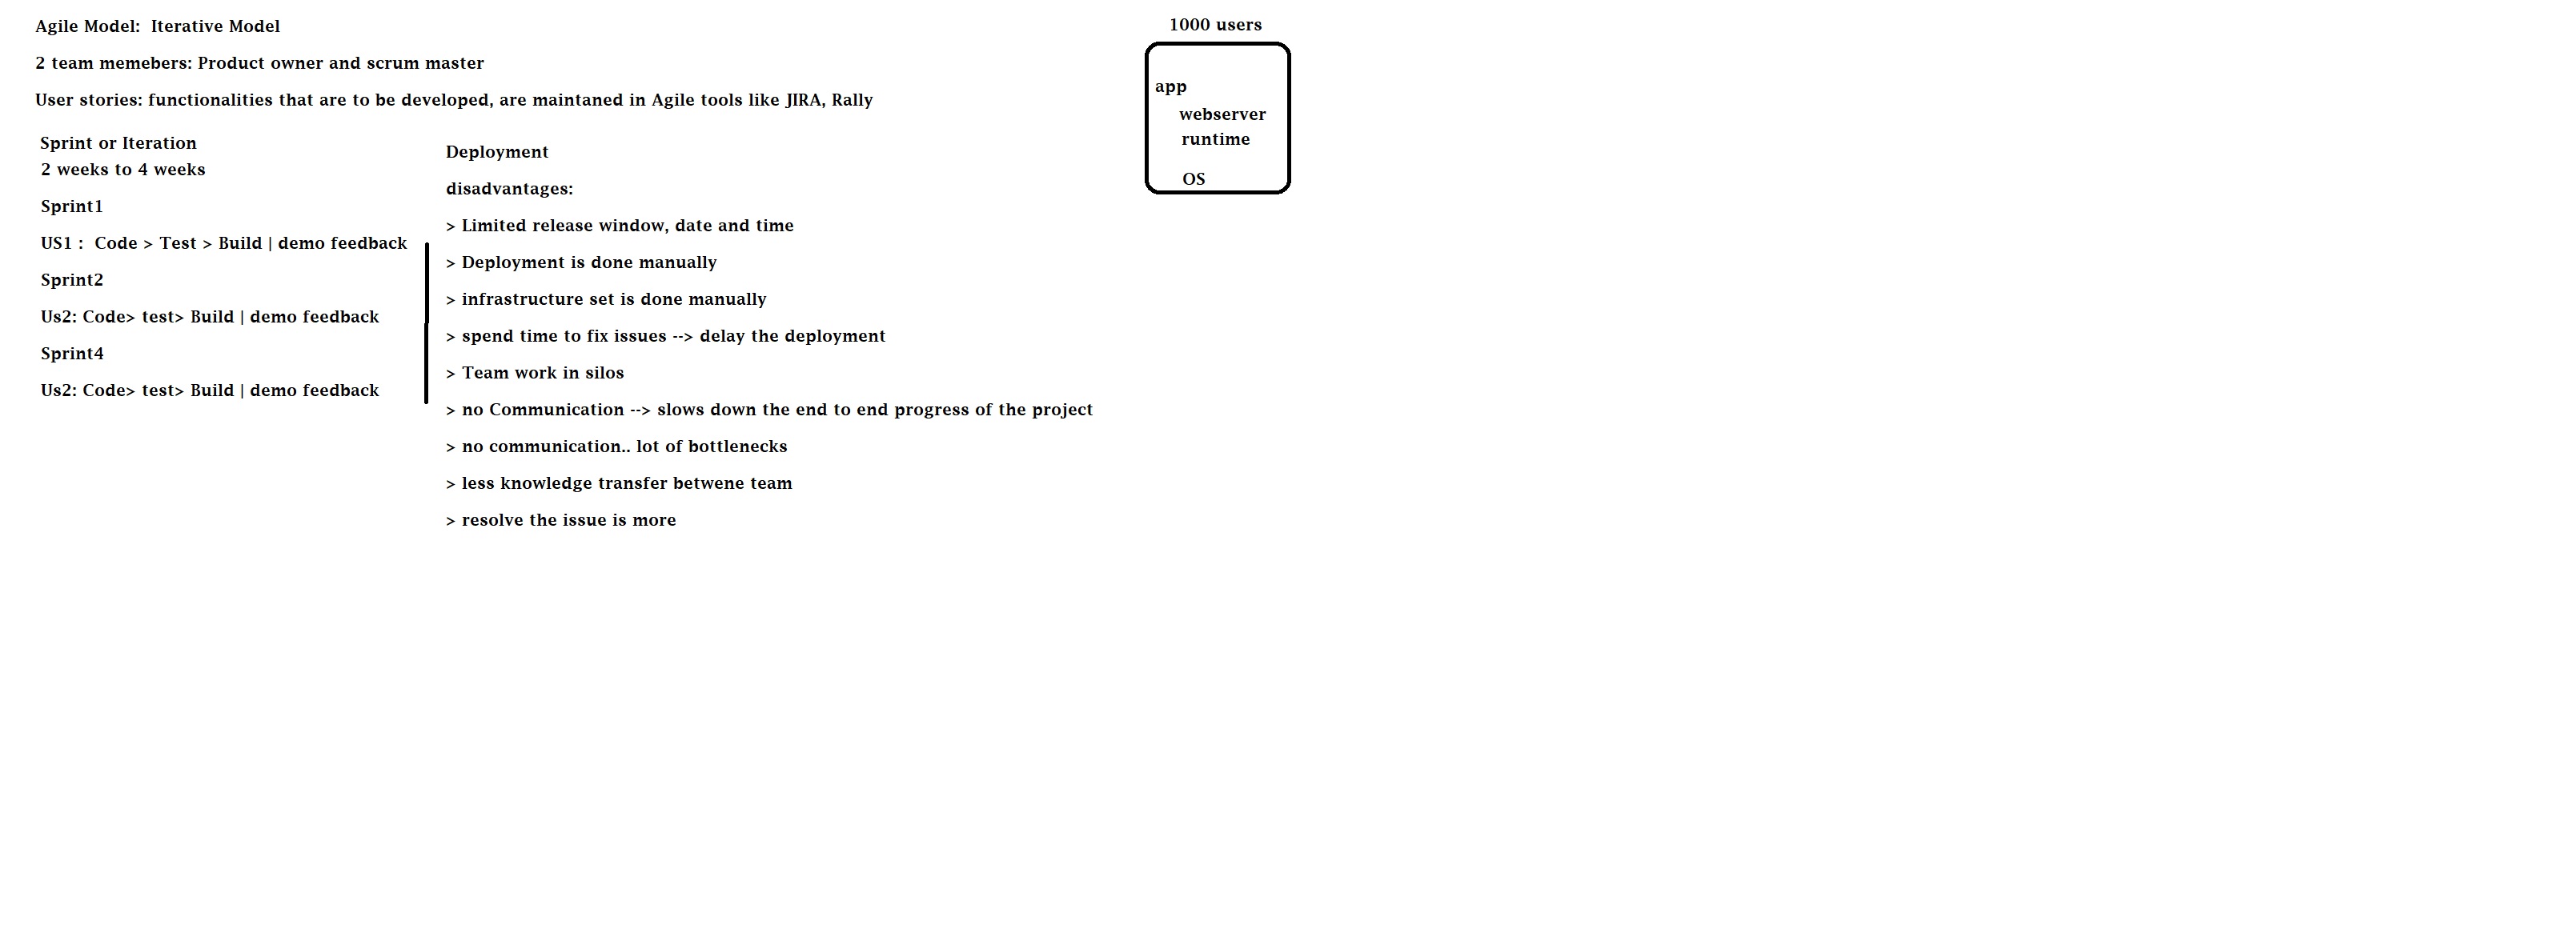 Agile Model:  Iterative Model
2 team memebers: Product owner and scrum master
User stories: functionalities that are to be developed, are maintaned in Agile tools like JIRA, Rally
Sprint or Iteration
2 weeks to 4 weeks
Sprint1
US1 :  Code > Test > Build | demo feedback
Sprint2
Us2: Code> test> Build | demo feedback
Sprint4
Us2: Code> test> Build | demo feedback
Deployment
disadvantages:
> Limited release window, date and time
> Deployment is done manually
> infrastructure set is done manually
> spend time to fix issues --> delay the deployment
> Team work in silos
> no Communication --> slows down the end to end progress of the project
> no communication.. lot of bottlenecks
> less knowledge transfer betwene team
> resolve the issue is more
1000 users
app
webserver
runtime
OS